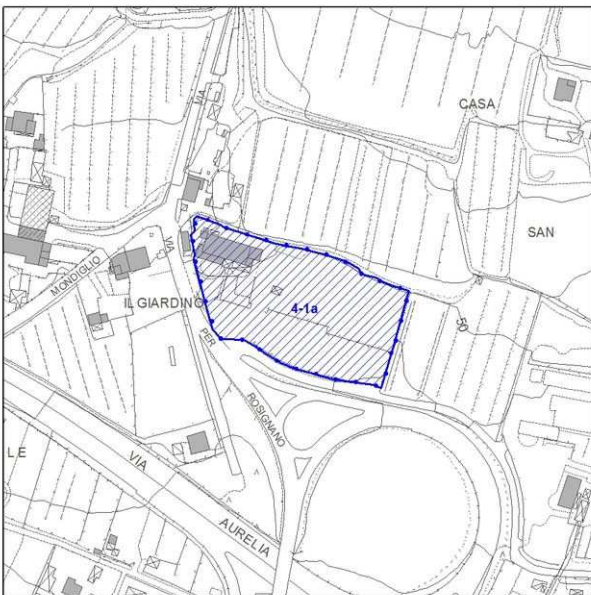 CASA
VIA
SAN
VIA
MONDIGLIO
IL GIARDINO
4-1a
50
PER
ROSIGNANO
L E
VIA
AURELIA